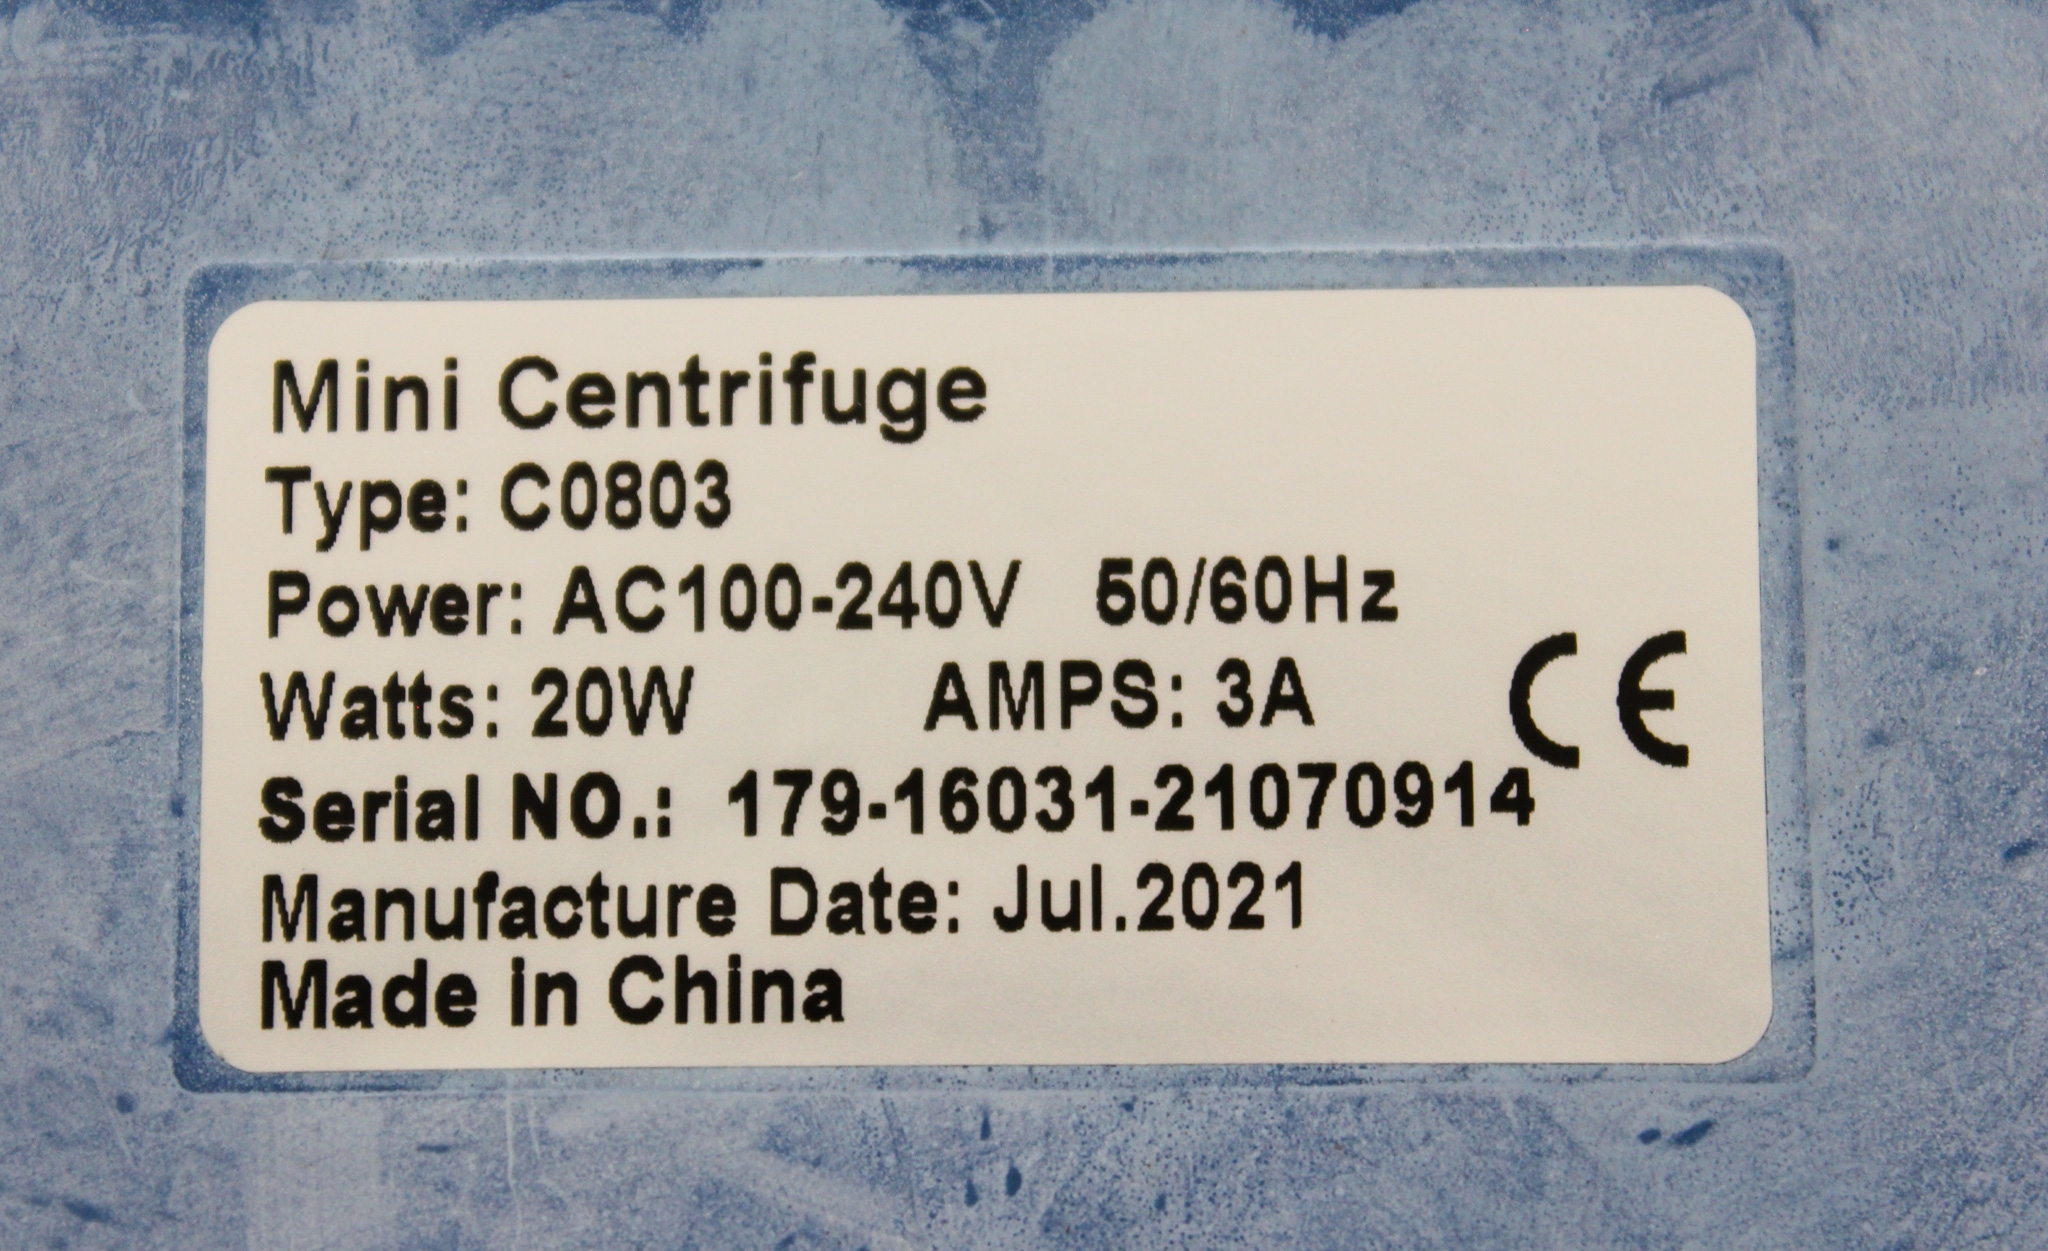 Mini Centrifuge
Type: C0803
Power: AC100-240V 50/60Hz
Watts: 20W AMPS: 3A
CE
Serial NO.: 179-16031-21070914
Manufacture Date: Jul.2021
Made in China